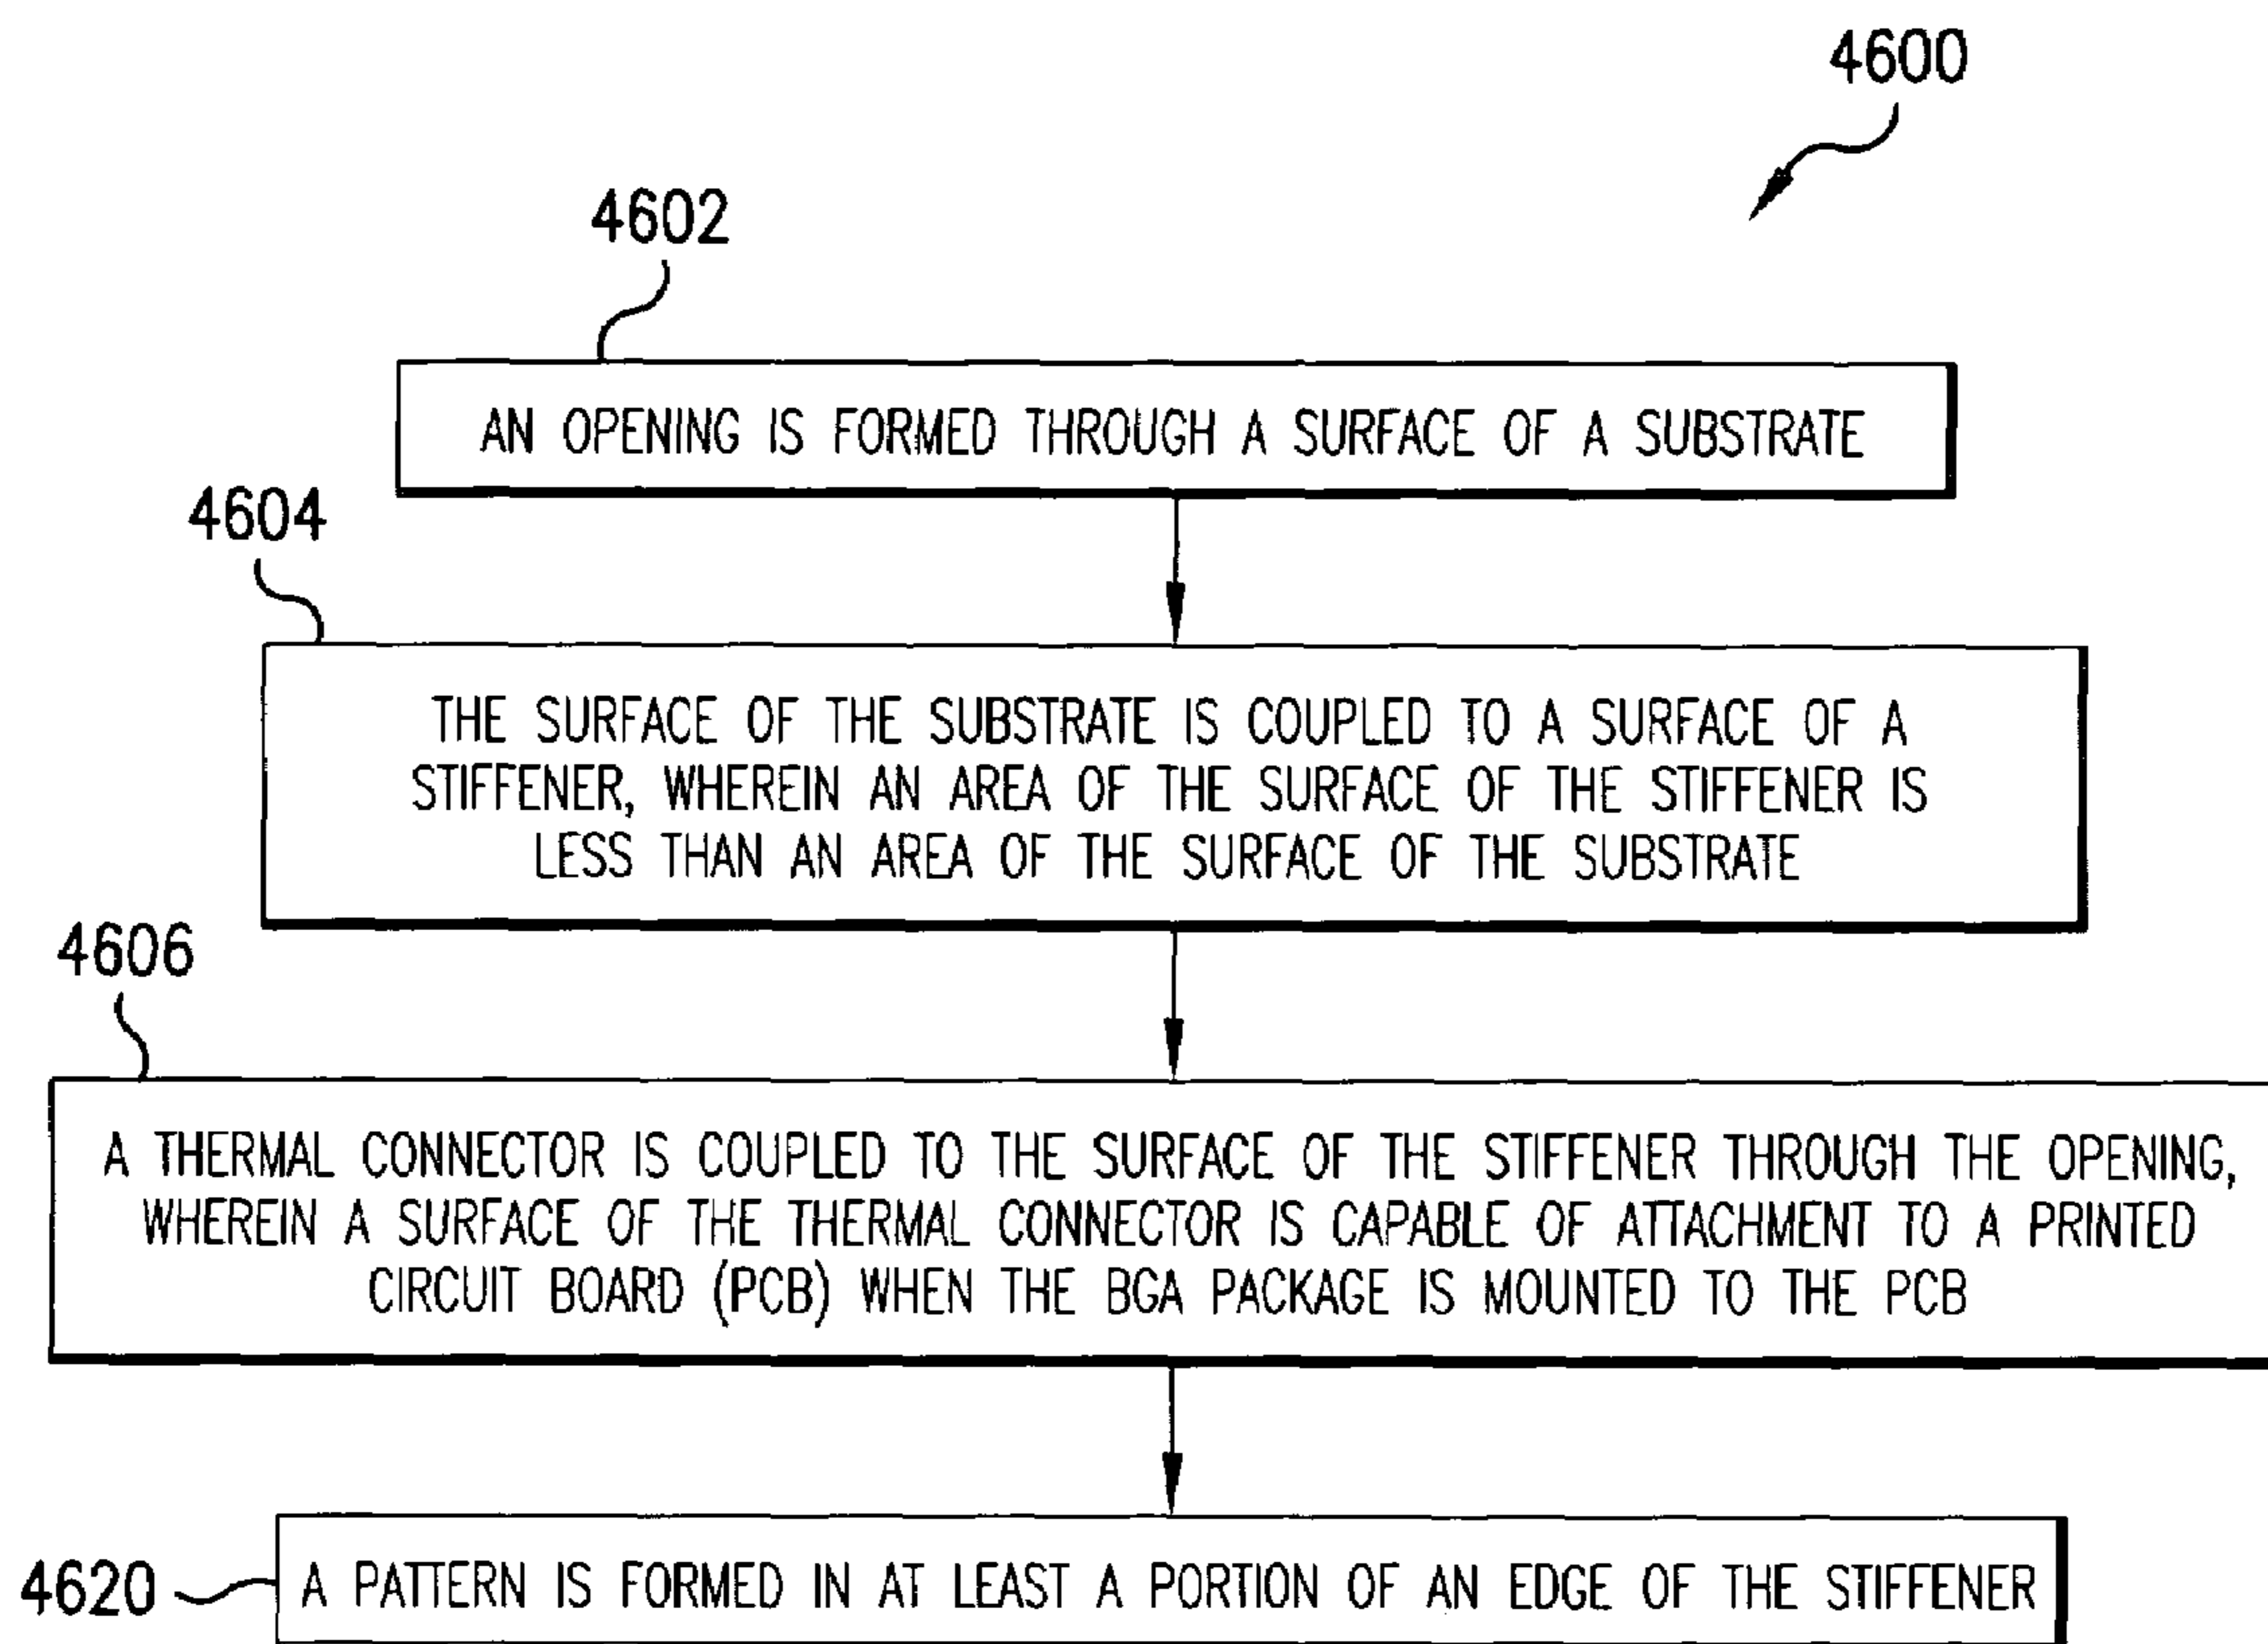 4600
4602
AN OPENING IS FORMED THROUGH A SURFACE OF A SUBSTRATE
4604
THE SURFACE OF THE SUBSTRATE IS COUPLED TO A SURFACE OF A
STIFFENER, WHEREIN AN AREA OF THE SURFACE OF THE STIFFENER IS
LESS THAN AN AREA OF THE SURFACE OF THE SUBSTRATE
4606
A THERMAL CONNECTOR IS COUPLED TO THE SURFACE OF THE STIFFENER THROUGH THE OPENING,
WHEREIN A SURFACE OF THE THERMAL CONNECTOR IS CAPABLE OF ATTACHMENT TO A PRINTED
CIRCUIT BOARD (PCB) WHEN THE BGA PACKAGE IS MOUNTED TO THE PCB
4620
A PATTERN IS FORMED IN AT LEAST A PORTION OF AN EDGE OF THE STIFFENER